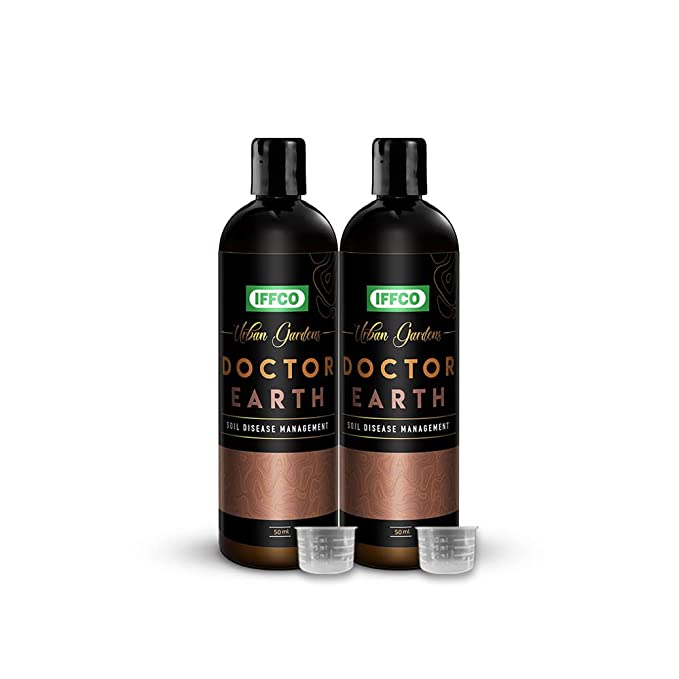 IFFCO
Urban Gardens
DOCTOR
EARTH
SOIL DISEASE MANAGEMENT
50 ml
IFFCO
Urban Gardens
DOCTOR
EARTH
SOIL DISEASE MANAGEMENT
50 ml